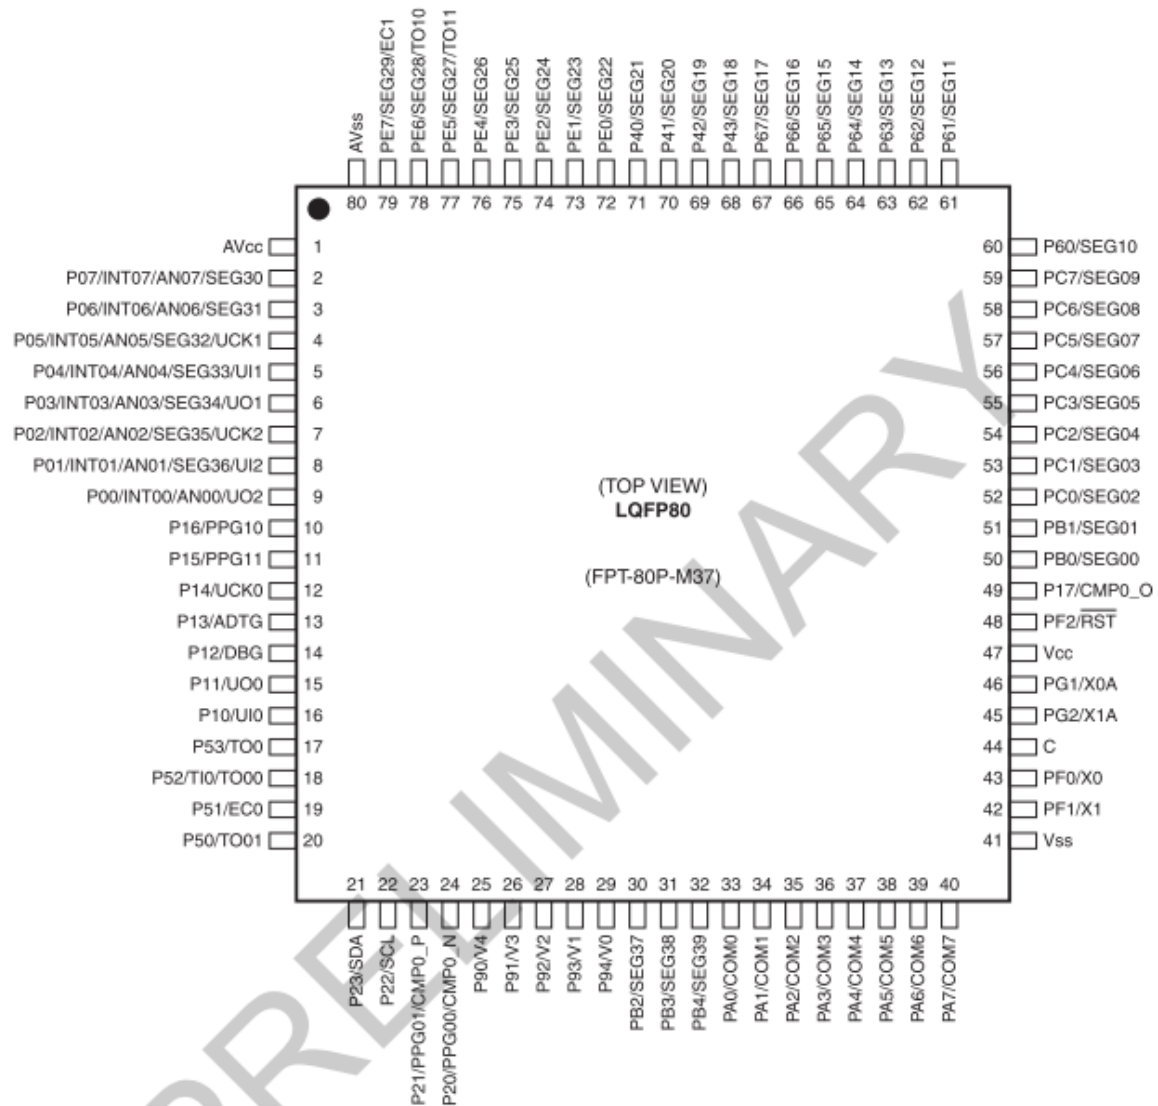 AVss
PE7/SEG29/EC1
PE6/SEG28/TO10
PE5/SEG27/TO11
PE4/SEG26
PE3/SEG25
PE2/SEG24
PE1/SEG23
PE0/SEG22
P40/SEG21
P41/SEG20
P42/SEG19
P43/SEG18
P67/SEG17
P66/SEG16
P65/SEG15
P64/SEG14
P63/SEG13
P62/SEG12
P61/SEG11
80 79 78 77 76 75 74 73 72 71 70 69 68 67 66 65 64 63 62 61
AVcc 1
P07/INT07/AN07/SEG30 2
P06/INT06/AN06/SEG31 3
P05/INT05/AN05/SEG32/UCK1 4
P04/INT04/AN04/SEG33/UI1 5
P03/INT03/AN03/SEG34/UO1 6
P02/INT02/AN02/SEG35/UCK2 7
P01/INT01/AN01/SEG36/UI2 8
P00/INT00/AN00/UO2 9
P16/PPG10 10
P15/PPG11 11
P14/UCK0 12
P13/ADTG 13
P12/DBG 14
P11/UO0 15
P10/UI0 16
P53/TO0 17
P52/TI0/TO00 18
P51/EC0 19
P50/TO01 20
(TOP VIEW)
LQFP80
(FPT-80P-M37)
60 P60/SEG10
59 PC7/SEG09
58 PC6/SEG08
57 PC5/SEG07
56 PC4/SEG06
55 PC3/SEG05
54 PC2/SEG04
53 PC1/SEG03
52 PC0/SEG02
51 PB1/SEG01
50 PB0/SEG00
49 P17/CMP0_O
48 PF2/RST
47 Vcc
46 PG1/X0A
45 PG2/X1A
44 C
43 PF0/X0
42 PF1/X1
41 Vss
21 22 23 24 25 26 27 28 29 30 31 32 33 34 35 36 37 38 39 40
P23/SDA
P22/SCL
P21/PPG01/CMP0_P
P20/PPG00/CMP0_N
P90/V4
P91/V3
P92/V2
P93/V1
P94/V0
PB2/SEG37
PB3/SEG38
PB4/SEG39
PA0/COM0
PA1/COM1
PA2/COM2
PA3/COM3
PA4/COM4
PA5/COM5
PA6/COM6
PA7/COM7
PRELIMINARY